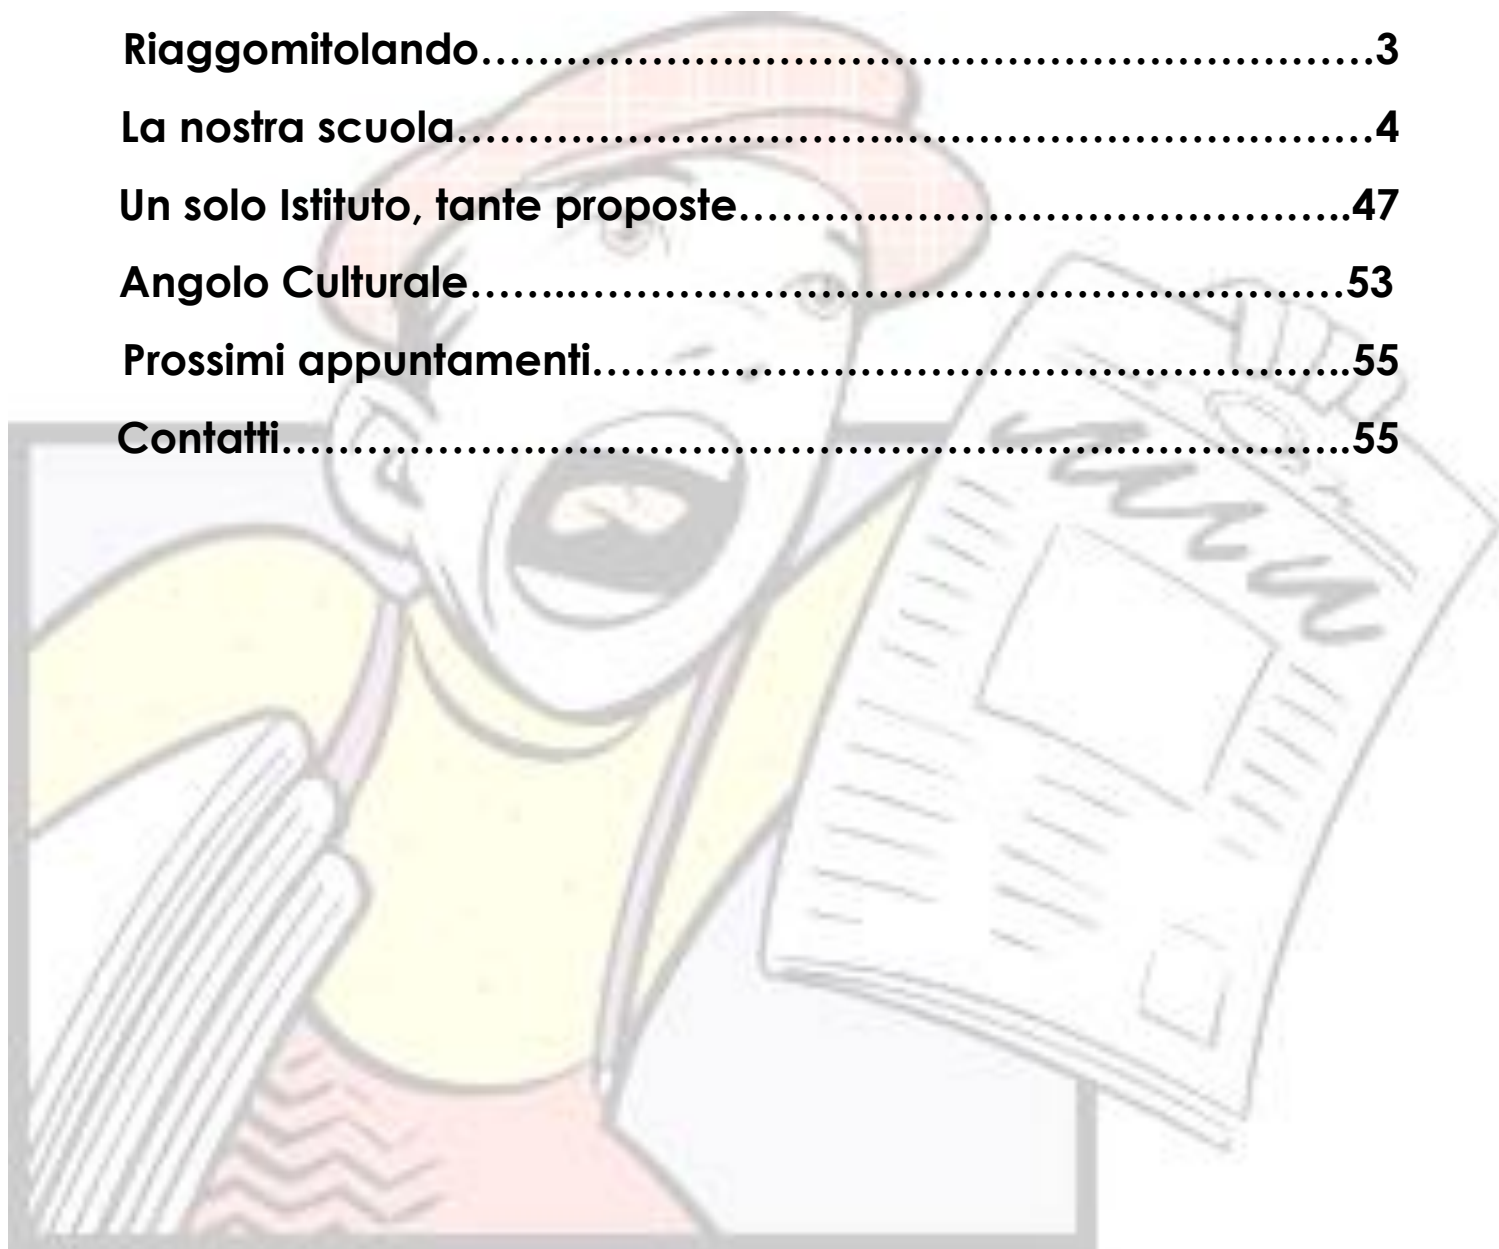 Riaggomitolando……..……………………………………………………………3
La nostra scuola……………………………...…………………………………4
Un solo Istituto, tante proposte………...………………………………..47
Angolo Culturale……..…………………………………………………………53
Prossimi appuntamenti………………………………………………………..55
Contatti………………………………………………………………………………..55